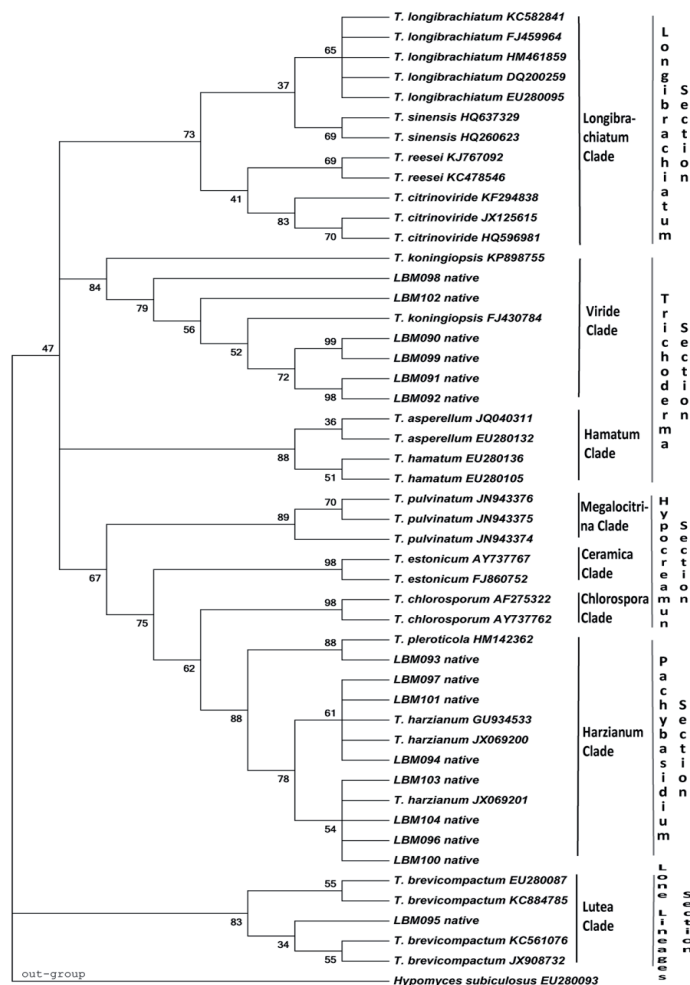 T. longibrachiatum KC582841
T. longibrachiatum FJ459964
65
T. longibrachiatum HM461859
T. longibrachiatum DQ200259
37
T. longibrachiatum EU280095
T. sinensis HQ637329
73
69
T. sinensis HQ260623
69
T. reesei KJ767092
T. reesei KC478546
41
T. citrinoviride KF294838
83
T. citrinoviride JX125615
70
T. citrinoviride HQ596981
Longibra-
chiatum
Clade
Longibrachiatum
Section
T. koningiopsis KP898755
84
LBM098 native
79
LBM102 native
56
T. koningiopsis FJ430784
47
52
99
LBM090 native
LBM099 native
72
LBM091 native
98
LBM092 native
Viride
Clade
36
T. asperellum JQ040311
T. asperellum EU280132
88
T. hamatum EU280136
51
T. hamatum EU280105
Hamatum
Clade
Trichoderma
Section
70
T. pulvinatum JN943376
89
T. pulvinatum JN943375
T. pulvinatum JN943374
Megalocitri-
na Clade
67
98
T. estonicum AY737767
T. estonicum FJ860752
Ceramica
Clade
75
98
T. chlorosporum AF275322
T. chlorosporum AY737762
Chlorospora
Clade
Hypocreamun
Section
62
88
T. pleroticola HM142362
LBM093 native
88
LBM097 native
LBM101 native
61
T. harzianum GU934533
T. harzianum JX069200
LBM094 native
78
LBM103 native
T. harzianum JX069201
54
LBM104 native
LBM096 native
LBM100 native
Harzianum
Clade
Pachybasidium
Section
55
T. brevicompactum EU280087
T. brevicompactum KC884785
83
LBM095 native
34
T. brevicompactum KC561076
55
T. brevicompactum JX908732
Lutea
Clade
Lone Lineages
Section
out-group
Hypomyces subiculosus EU280093